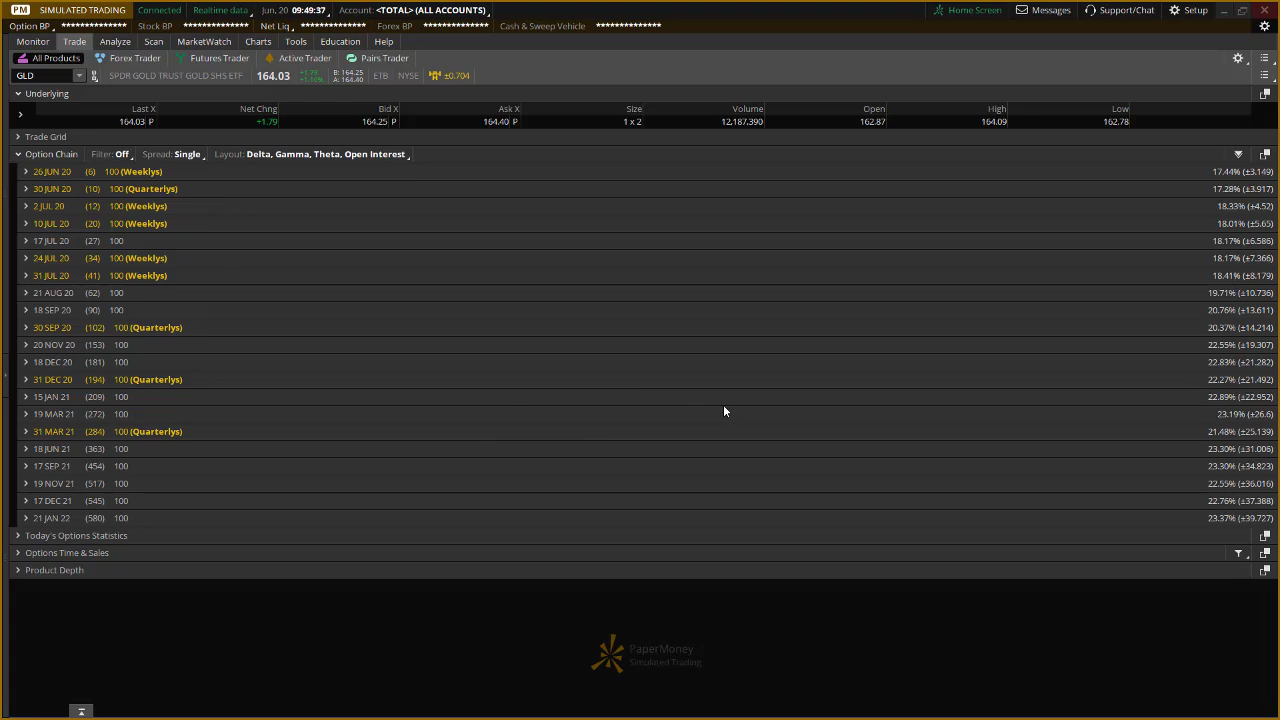 PM SIMULATED TRADING Connected Realtime data Jun, 20 09:49:37 Account: <TOTAL> (ALL ACCOUNTS) Home Screen Messages Support/Chat Setup
Option BP ************** Stock BP ************** Net Liq ************** Forex BP ************** Cash & Sweep Vehicle **************
Monitor Trade Analyze Scan MarketWatch Charts Tools Education Help
All Products Forex Trader Futures Trader Active Trader Pairs Trader
GLD SPDR GOLD TRUST GOLD SHS ETF 164.03 +1.79 +1.10% B: 164.25 A: 164.40 ETB NYSE ±0.704
Underlying
Last X Net Chng Bid X Ask X Size Volume Open High Low
164.03 P +1.79 164.25 P 164.40 P 1 x 2 12,187,390 162.87 164.09 162.78
Trade Grid
Option Chain Filter: Off Spread: Single Layout: Delta, Gamma, Theta, Open Interest
26 JUN 20 (6) 100 (Weeklys) 17.44% (±3.149)
30 JUN 20 (10) 100 (Quarterlys) 17.28% (±3.917)
2 JUL 20 (12) 100 (Weeklys) 18.33% (±4.52)
10 JUL 20 (20) 100 (Weeklys) 18.01% (±5.65)
17 JUL 20 (27) 100 18.17% (±6.586)
24 JUL 20 (34) 100 (Weeklys) 18.17% (±7.366)
31 JUL 20 (41) 100 (Weeklys) 18.41% (±8.179)
21 AUG 20 (62) 100 19.71% (±10.736)
18 SEP 20 (90) 100 20.76% (±13.611)
30 SEP 20 (102) 100 (Quarterlys) 20.37% (±14.214)
20 NOV 20 (153) 100 22.55% (±19.307)
18 DEC 20 (181) 100 22.83% (±21.282)
31 DEC 20 (194) 100 (Quarterlys) 22.27% (±21.492)
15 JAN 21 (209) 100 22.89% (±22.952)
19 MAR 21 (272) 100 23.19% (±26.6)
31 MAR 21 (284) 100 (Quarterlys) 21.48% (±25.139)
18 JUN 21 (363) 100 23.30% (±31.006)
17 SEP 21 (454) 100 23.30% (±34.823)
19 NOV 21 (517) 100 22.55% (±36.016)
17 DEC 21 (545) 100 22.76% (±37.388)
21 JAN 22 (580) 100 23.37% (±39.727)
Today's Options Statistics
Options Time & Sales
Product Depth
PaperMoney
Simulated Trading